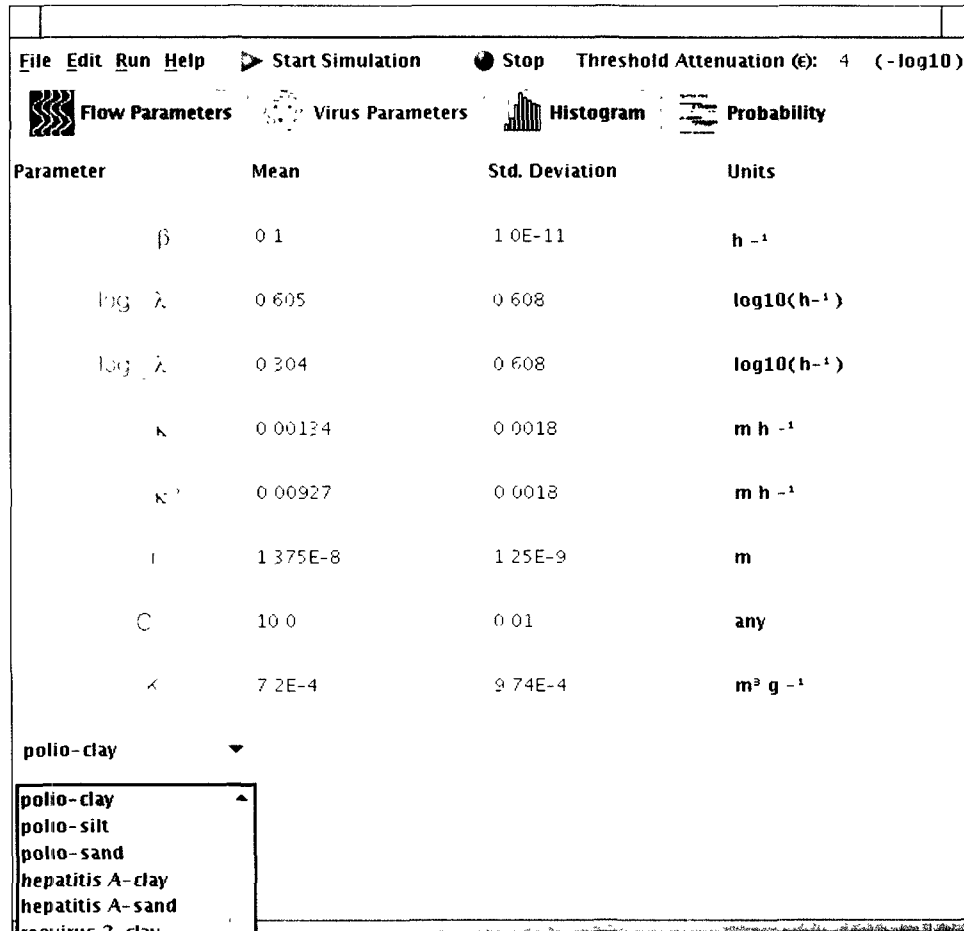 File Edit Run Help Start Simulation Stop Threshold Attenuation (ϵ): 4 (-log10)
Flow Parameters Virus Parameters Histogram Probability
Parameter Mean Std. Deviation Units
β 0 1 1 0E-11 h -¹
log λ 0 605 0 608 log10(h-¹)
log λ 0 304 0 608 log10(h-¹)
κ 0 00134 0 0018 m h -¹
κ 0 00927 0 0018 m h -¹
1 375E-8 1 25E-9 m
C 10 0 0 01 any
7 2E-4 9 74E-4 m³ g -¹
polio-clay
polio-clay
polio-silt
polio-sand
hepatitis A-clay
hepatitis A-sand